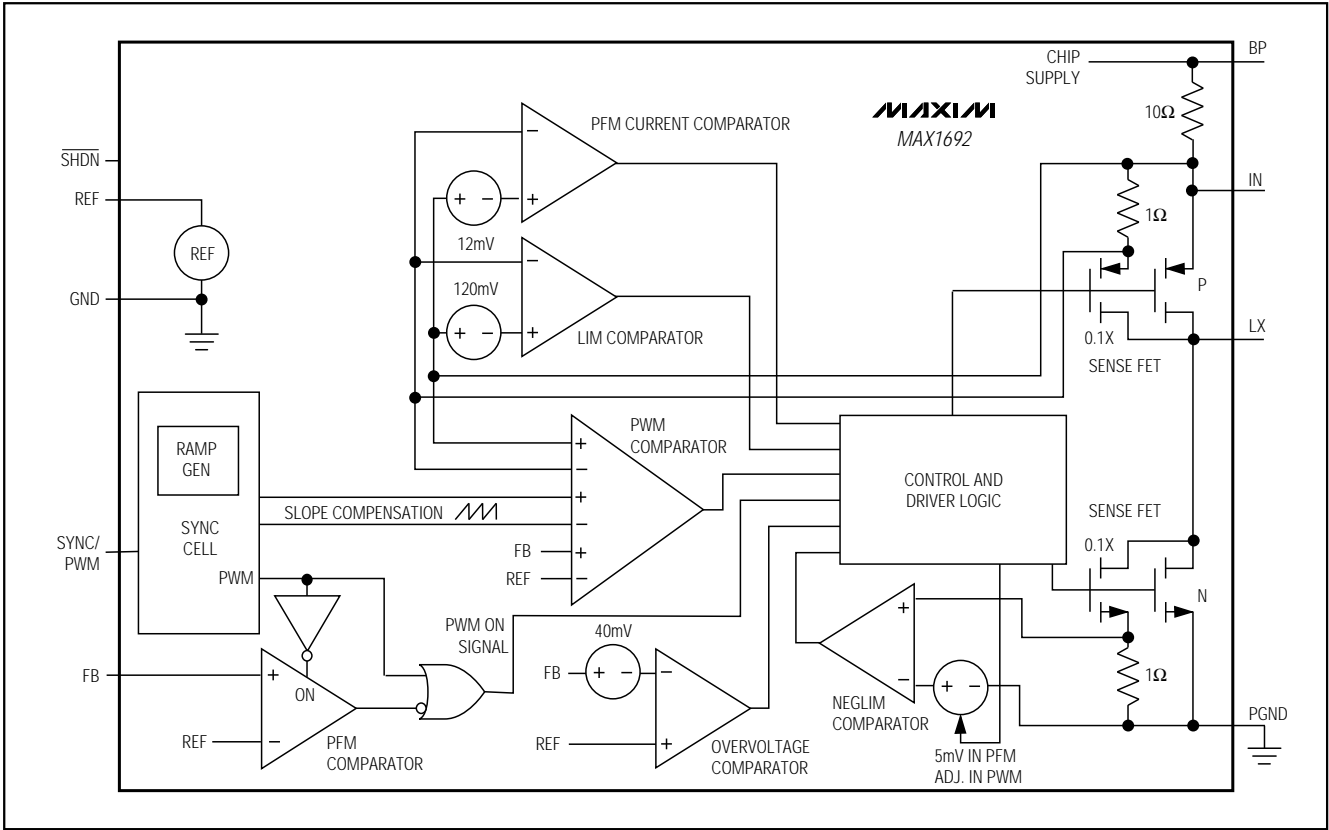 BP
CHIP
SUPPLY
MAXIM
MAX1692
10Ω
PFM CURRENT COMPARATOR
−
+
+ −
12mV
SHDN
REF
REF
GND
IN
1Ω
P
0.1X
SENSE FET
LX
−
+
120mV
+ −
LIM COMPARATOR
RAMP
GEN
SYNC
CELL
PWM
SYNC/
PWM
SLOPE COMPENSATION
PWM
COMPARATOR
+
−
+
−
FB
+
REF
−
CONTROL AND
DRIVER LOGIC
SENSE FET
0.1X
N
1Ω
PGND
PWM ON
SIGNAL
FB
+
ON
REF
−
PFM
COMPARATOR
40mV
FB
+ −
−
REF
+
OVERVOLTAGE
COMPARATOR
+
−
+ −
NEGLIM
COMPARATOR
5mV IN PFM
ADJ. IN PWM